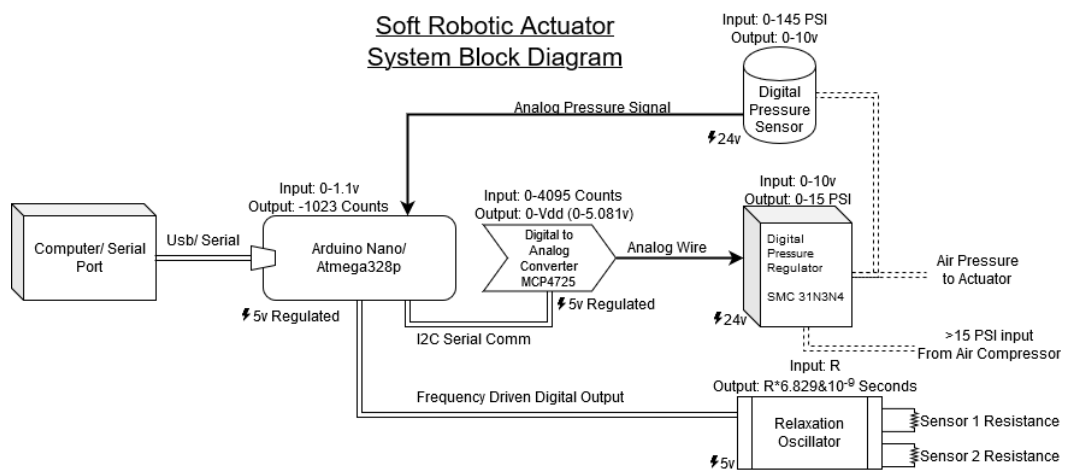 Soft Robotic Actuator
System Block Diagram
Input: 0-145 PSI
Output: 0-10v
Digital
Pressure
Sensor
24v
Analog Pressure Signal
Input: 0-1.1v
Output: -1023 Counts
Input: 0-4095 Counts
Output: 0-Vdd (0-5.081v)
Input: 0-10v
Output: 0-15 PSI
Computer/ Serial
Port
Usb/ Serial
Arduino Nano/
Atmega328p
5v Regulated
Digital to
Analog
Converter
MCP4725
5v Regulated
I2C Serial Comm
Analog Wire
Digital
Pressure
Regulator
SMC 31N3N4
24v
Air Pressure
to Actuator
>15 PSI input
From Air Compressor
Input: R
Output: R*6.829&10⁻⁹ Seconds
Frequency Driven Digital Output
Relaxation
Oscillator
5v
Sensor 1 Resistance
Sensor 2 Resistance